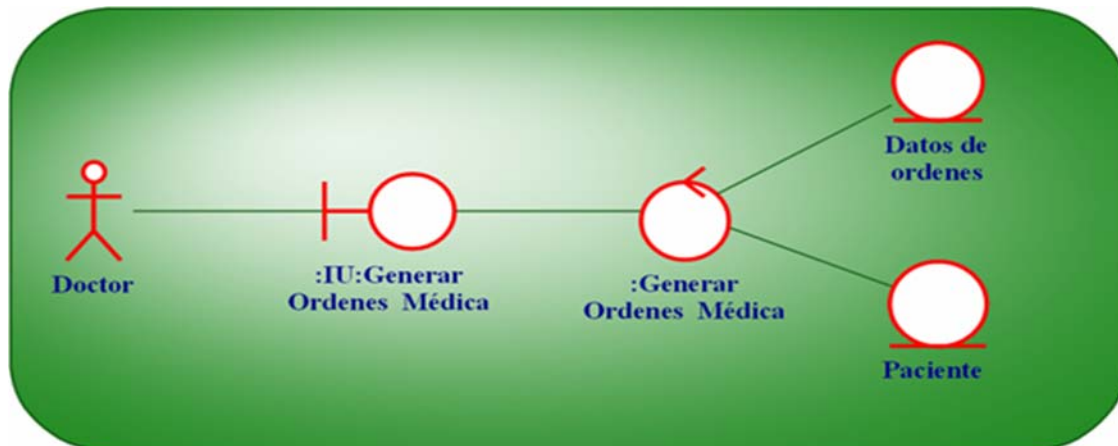 Doctor
:IU:Generar
Ordenes Médica
:Generar
Ordenes Médica
Datos de
ordenes
Paciente